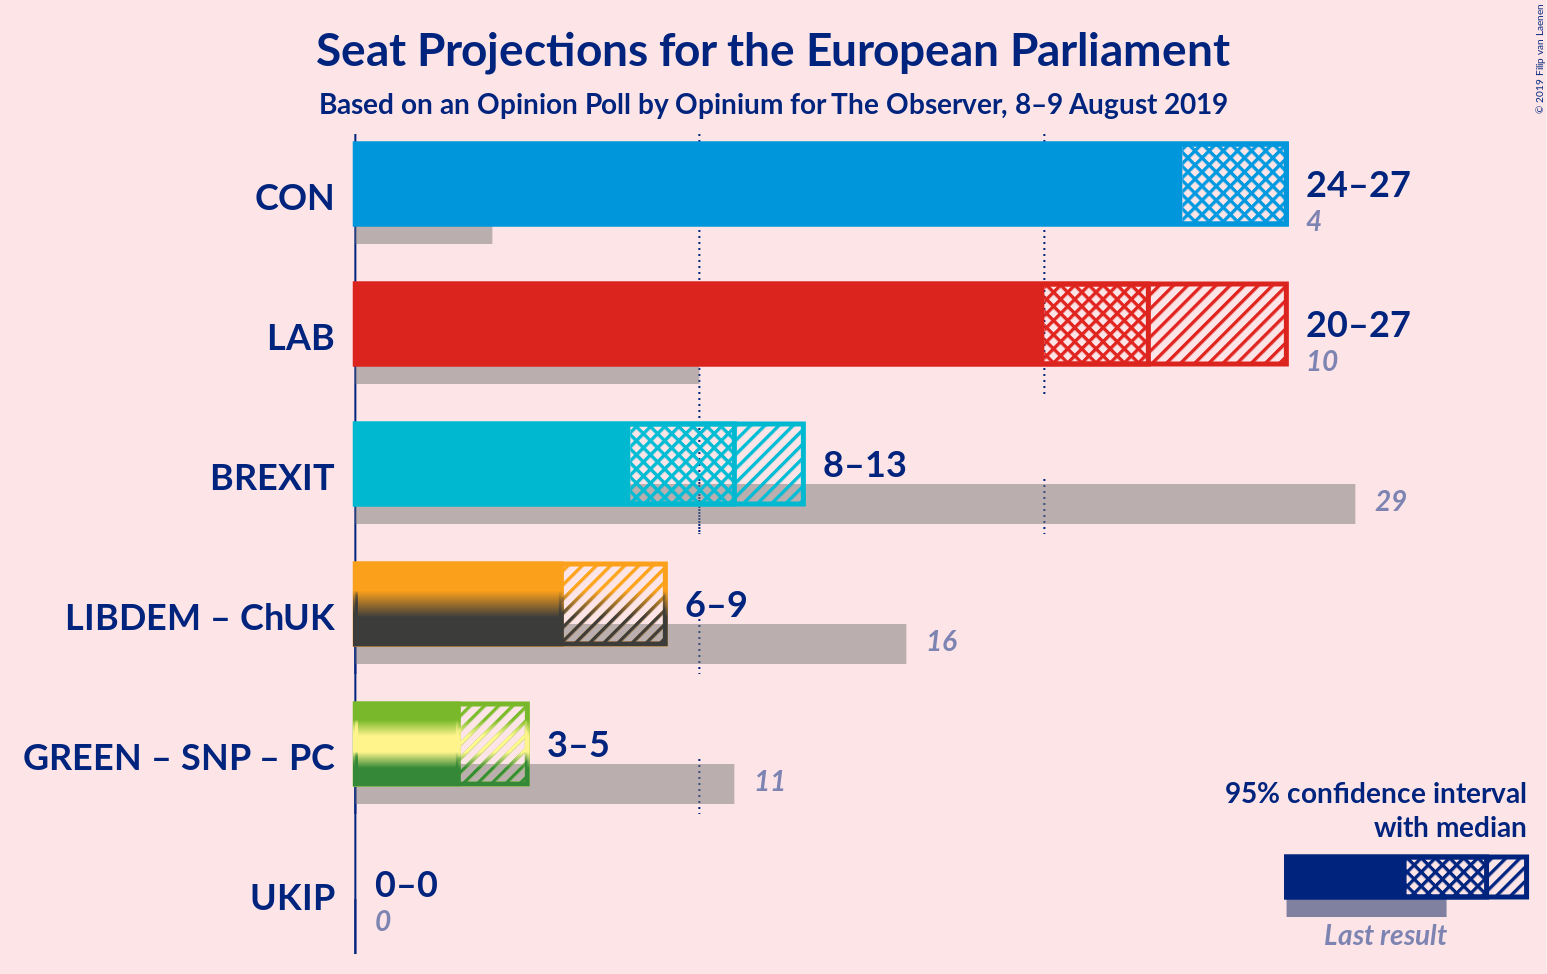 Seat Projections for the European Parliament
Based on an Opinion Poll by Opinium for The Observer, 8–9 August 2019
© 2019 Filip van Laenen
CON
24–27
4
LAB
20–27
10
BREXIT
8–13
29
LIBDEM – ChUK
6–9
16
GREEN – SNP – PC
3–5
11
UKIP
0–0
0
95% confidence interval
with median
Last result